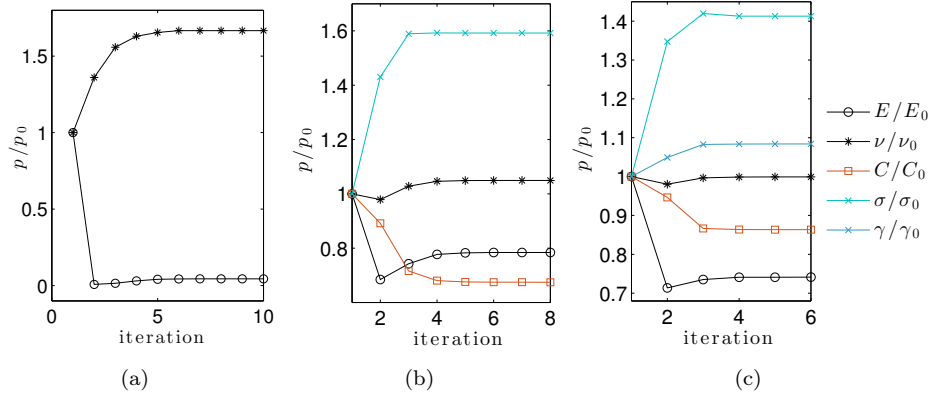 p/p₀
1.5
1
0.5
0
0
5
10
iteration
(a)
p/p₀
1.6
1.4
1.2
1
0.8
2
4
6
8
iteration
(b)
p/p₀
1.4
1.3
1.2
1.1
1
0.9
0.8
0.7
2
4
6
iteration
(c)
E/E₀
ν/ν₀
C/C₀
σ/σ₀
γ/γ₀